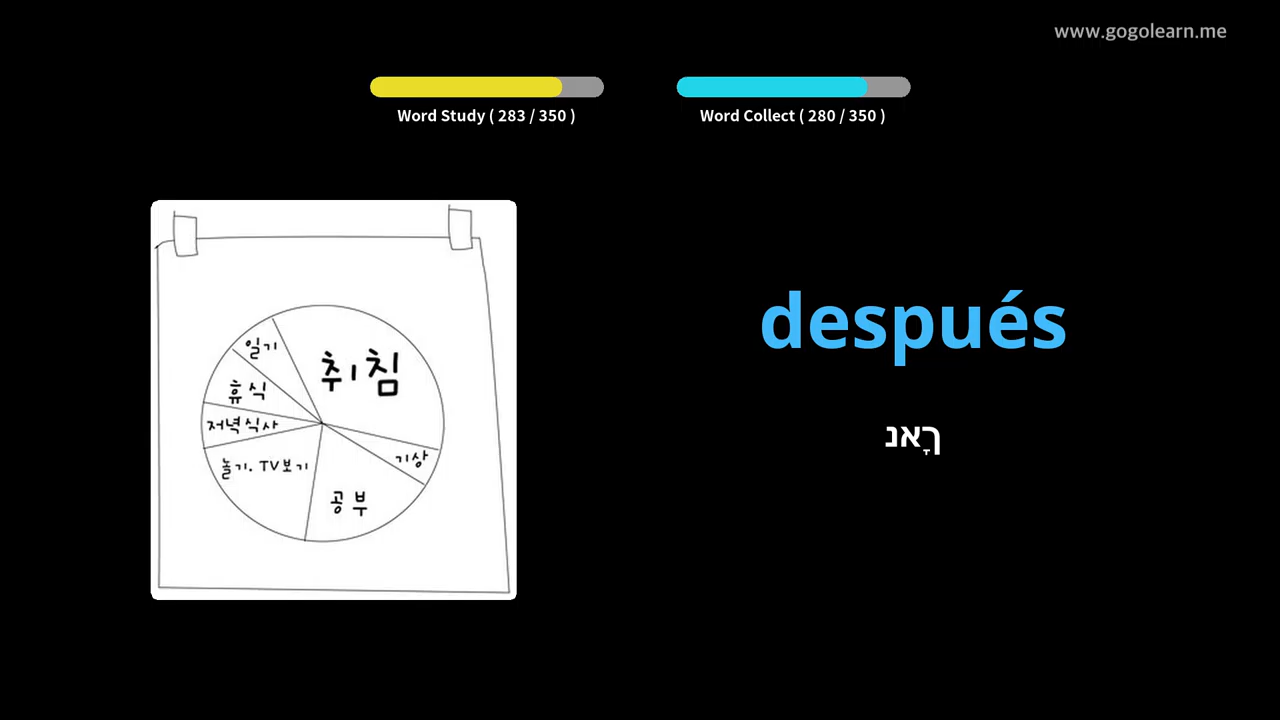 www.gogolearn.me
Word Study ( 283 / 350 )
Word Collect ( 280 / 350 )
일기
취침
휴식
저녁식사
놀기. TV보기
기상
공부
después
ךָאנ